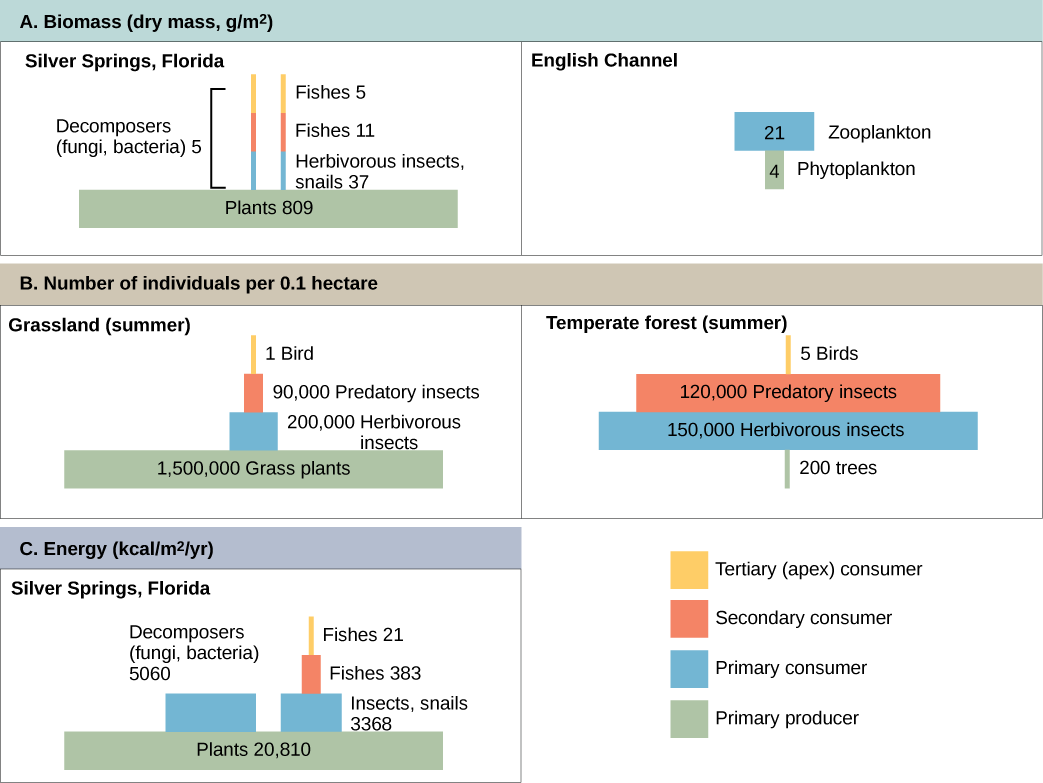 A. Biomass (dry mass, g/m²)
Silver Springs, Florida
Fishes 5
Decomposers
(fungi, bacteria) 5
Fishes 11
Herbivorous insects,
snails 37
Plants 809
English Channel
21
Zooplankton
4
Phytoplankton
B. Number of individuals per 0.1 hectare
Grassland (summer)
1 Bird
90,000 Predatory insects
200,000 Herbivorous
insects
1,500,000 Grass plants
Temperate forest (summer)
5 Birds
120,000 Predatory insects
150,000 Herbivorous insects
200 trees
C. Energy (kcal/m²/yr)
Silver Springs, Florida
Decomposers
(fungi, bacteria)
5060
Fishes 21
Fishes 383
Insects, snails
3368
Plants 20,810
Tertiary (apex) consumer
Secondary consumer
Primary consumer
Primary producer